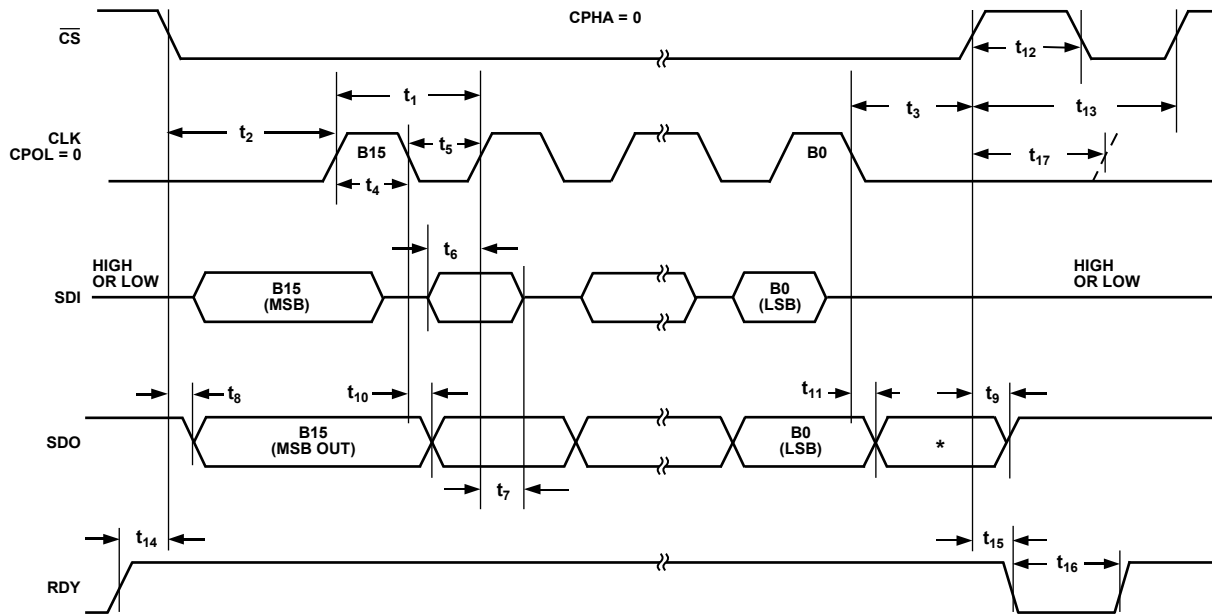 CPHA = 0
CS
t12
t1
t3
t13
t2
CLK
CPOL = 0
B15
t5
B0
t17
t4
t6
HIGH
OR LOW
HIGH
OR LOW
SDI
B15
(MSB)
B0
(LSB)
t8
t10
t11
t9
SDO
B15
(MSB OUT)
B0
(LSB)
*
t7
t14
t15
t16
RDY